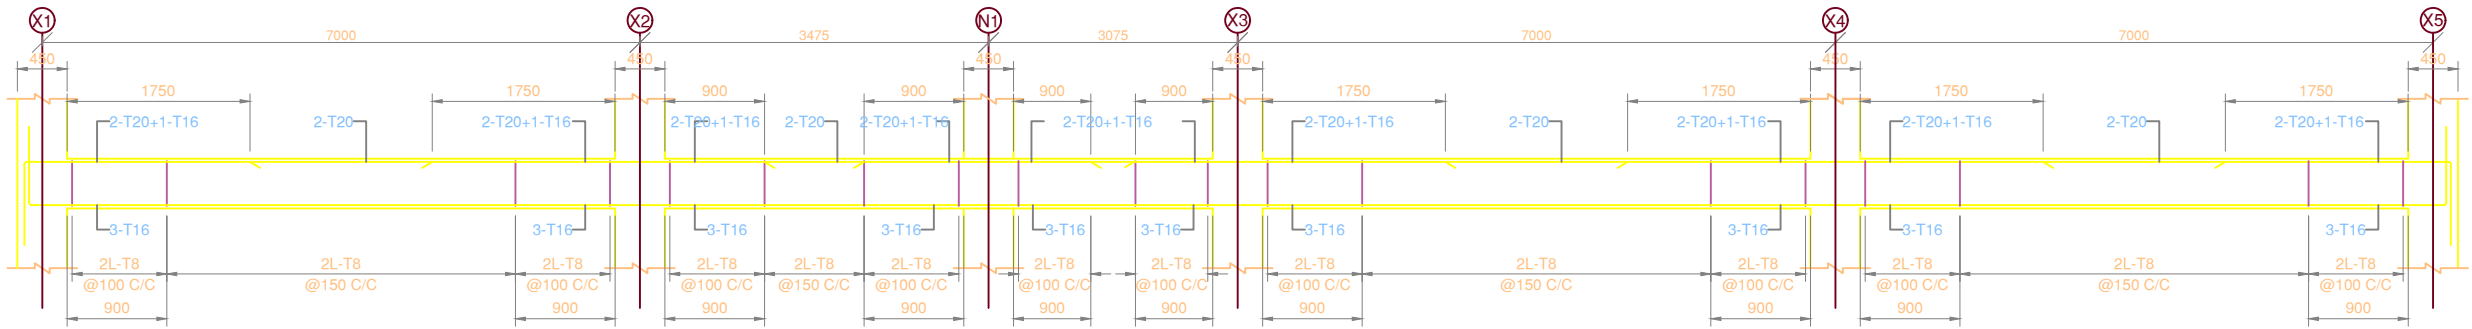 X1 X2 N1 X3 X4 X5
7000 3475 3075 7000 7000
450 450 450 450 450 450
1750 1750 900 900 900 900 1750 1750 1750 1750
2-T20+1-T16 2-T20 2-T20+1-T16 2-T20+1-T16 2-T20 2-T20+1-T16 2-T20+1-T16 2-T20+1-T16 2-T20 2-T20+1-T16 2-T20+1-T16 2-T20 2-T20+1-T16
3-T16 3-T16 3-T16 3-T16 3-T16 3-T16 3-T16 3-T16 3-T16 3-T16
2L-T8 2L-T8 2L-T8 2L-T8 2L-T8 2L-T8 2L-T8 2L-T8 2L-T8 2L-T8 2L-T8 2L-T8 2L-T8 2L-T8
@100 C/C @150 C/C @100 C/C @100 C/C @150 C/C @100 C/C @100 C/C @100 C/C @100 C/C @150 C/C @100 C/C @100 C/C @150 C/C @100 C/C
900 900 900 900 900 900 900 900 900 900